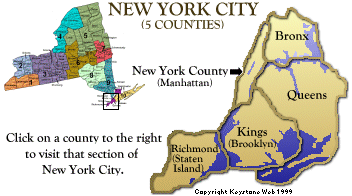 NEW YORK CITY
(5 COUNTIES)
Bronx
New York County
(Manhattan)
Queens
Kings
(Brooklyn)
Richmond
(Staten
Island)
Click on a county to the right
to visit that section of
New York City.
Copyright Keystone Web 1999